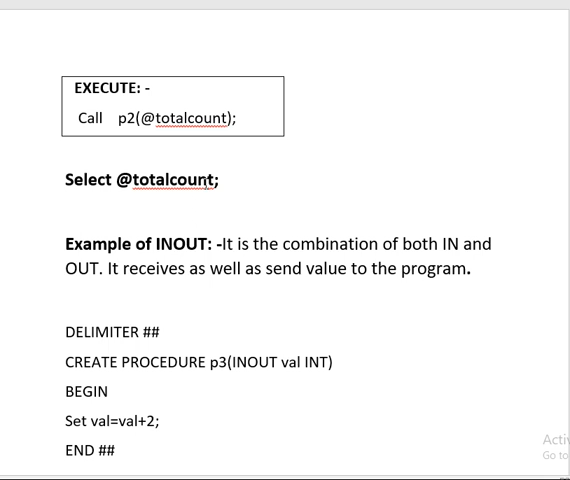 EXECUTE: -
Call p2(@totalcount);
Select @totalcount;
Example of INOUT: -It is the combination of both IN and
OUT. It receives as well as send value to the program.
DELIMITER ##
CREATE PROCEDURE p3(INOUT val INT)
BEGIN
Set val=val+2;
END ##
Go to